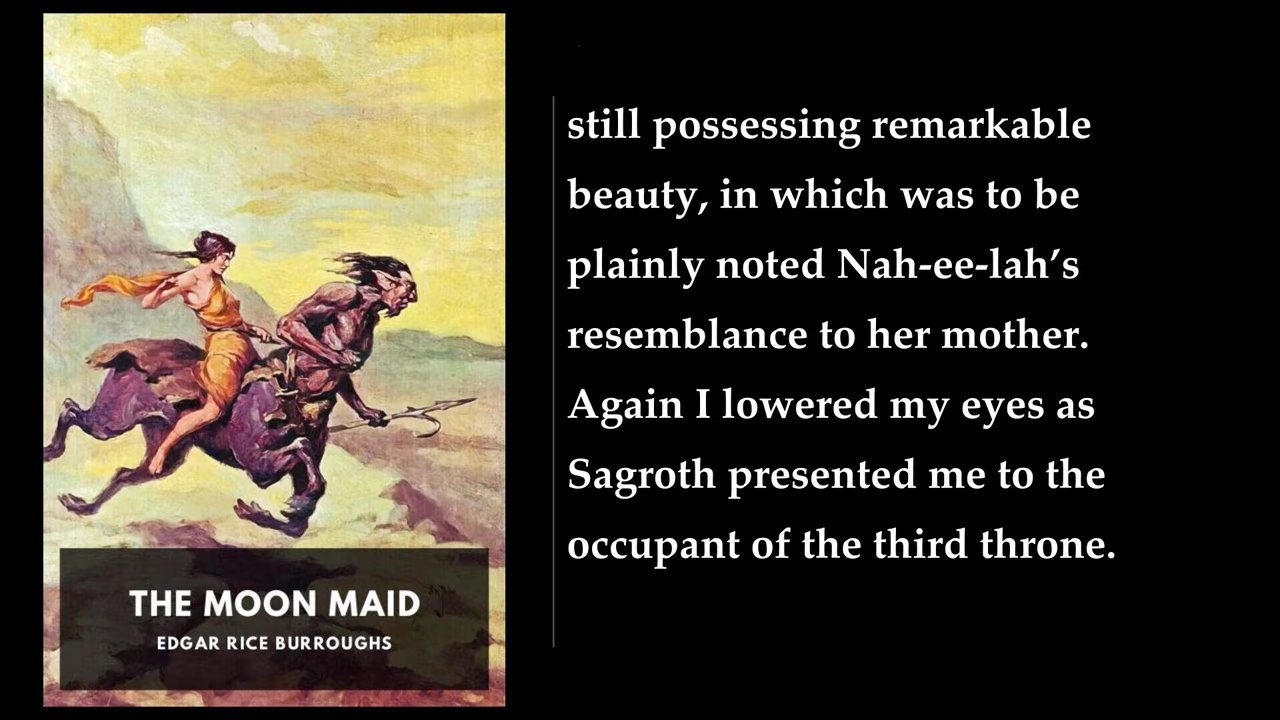 THE MOON MAID
EDGAR RICE BURROUGHS
still possessing remarkable
beauty, in which was to be
plainly noted Nah-ee-lah’s
resemblance to her mother.
Again I lowered my eyes as
Sagroth presented me to the
occupant of the third throne.